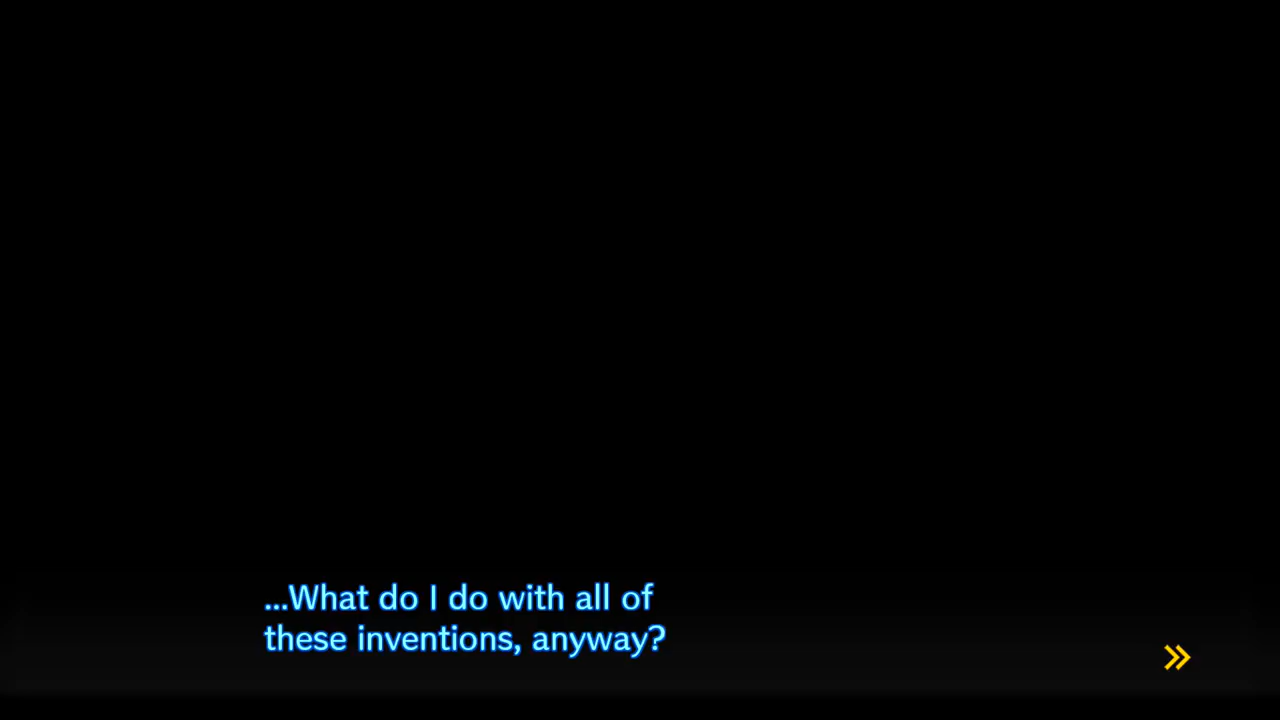 ...What do I do with all of
these inventions, anyway?